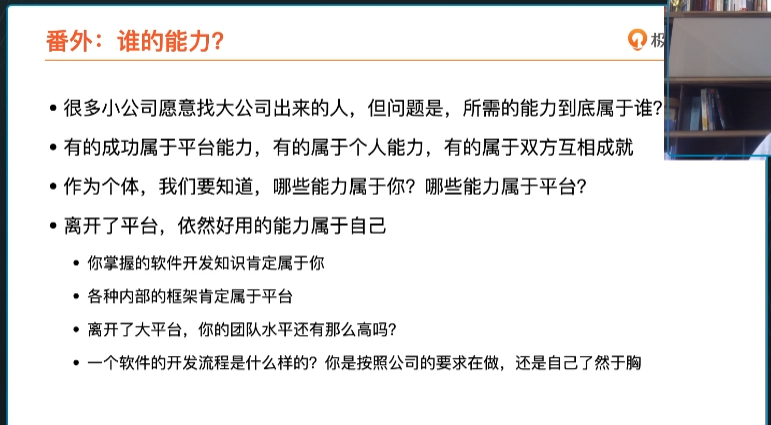 番外：谁的能力？
极
很多小公司愿意找大公司出来的人，但问题是，所需的能力到底属于谁？
有的成功属于平台能力，有的属于个人能力，有的属于双方互相成就
作为个体，我们要知道，哪些能力属于你？哪些能力属于平台？
离开了平台，依然好用的能力属于自己
你掌握的软件开发知识肯定属于你
各种内部的框架肯定属于平台
离开了大平台，你的团队水平还有那么高吗？
一个软件的开发流程是什么样的？你是按照公司的要求在做，还是自己了然于胸